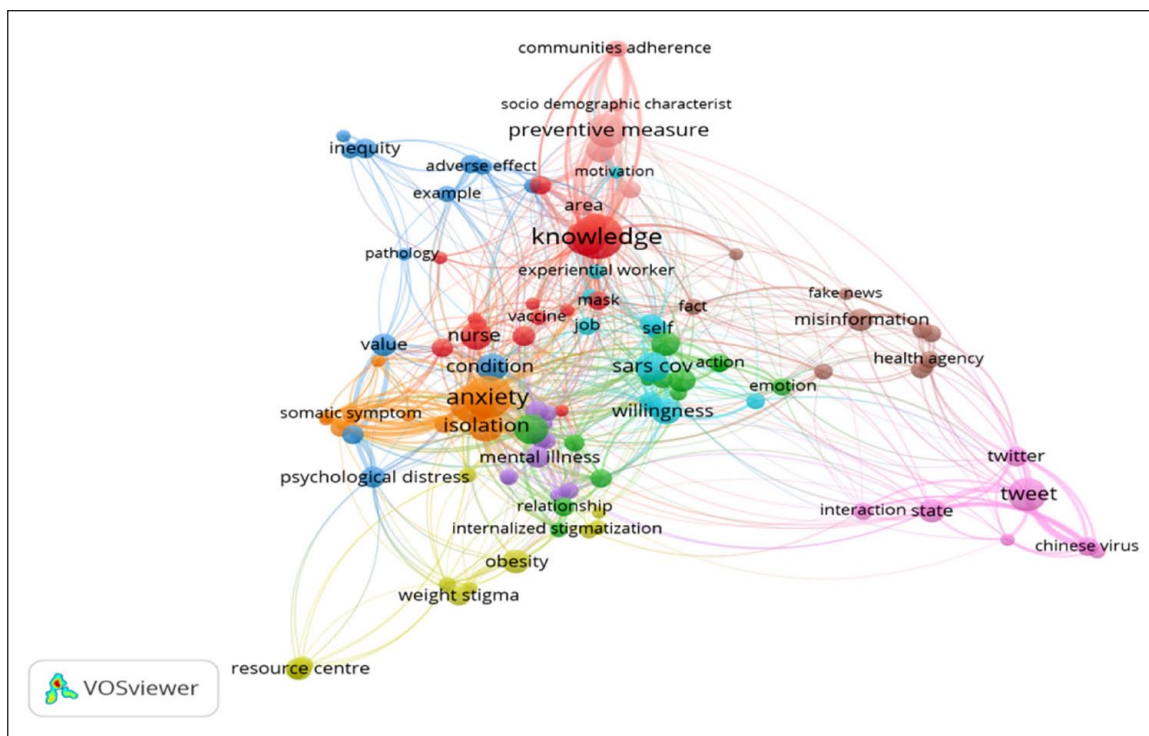 communities adherence
socio demographic characterist
preventive measure
inequity
adverse effect
motivation
example
area
knowledge
pathology
experiential worker
fake news
mask
fact
vaccine
misinformation
job
self
nurse
value
condition
sars cov
action
health agency
emotion
anxiety
somatic symptom
willingness
isolation
mental illness
twitter
psychological distress
tweet
relationship
interaction
state
internalized stigmatization
chinese virus
obesity
weight stigma
resource centre
VOSviewer